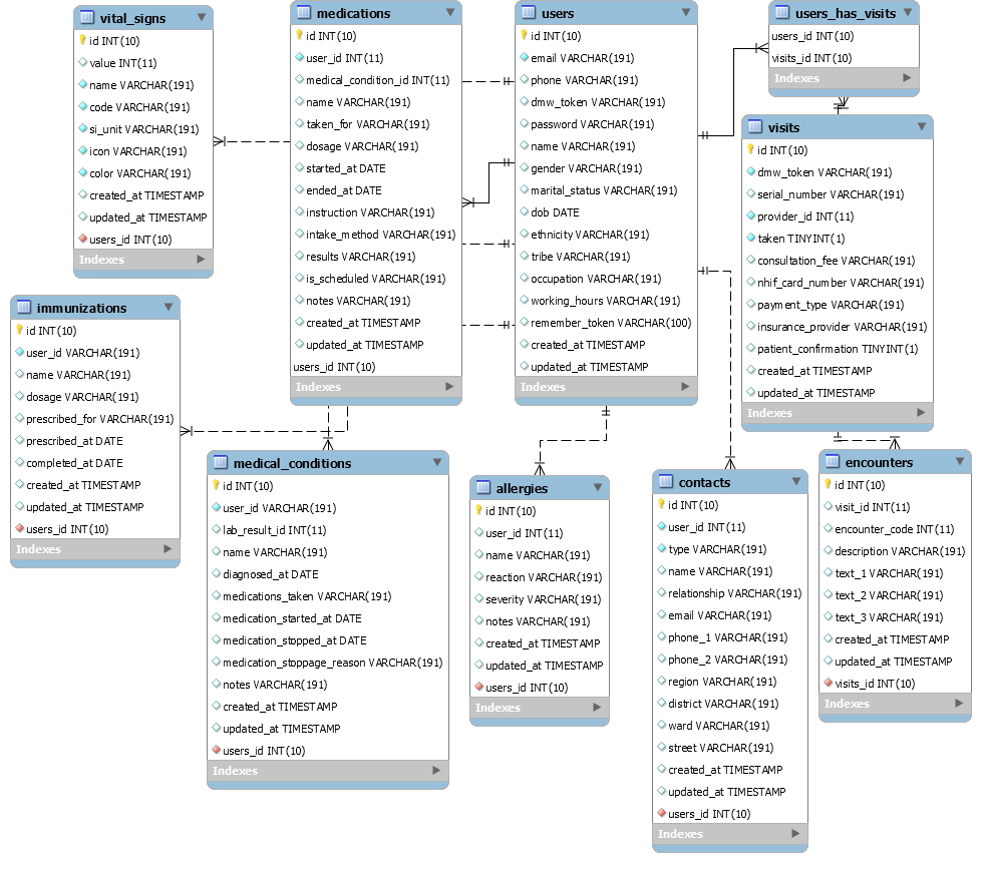 vital_signs
id INT(10)
value INT(11)
name VARCHAR(191)
code VARCHAR(191)
si_unit VARCHAR(191)
icon VARCHAR(191)
color VARCHAR(191)
created_at TIMESTAMP
updated_at TIMESTAMP
users_id INT(10)
Indexes
medications
id INT(10)
user_id INT(11)
medical_condition_id INT(11)
name VARCHAR(191)
taken_for VARCHAR(191)
dosage VARCHAR(191)
started_at DATE
ended_at DATE
instruction VARCHAR(191)
intake_method VARCHAR(191)
results VARCHAR(191)
is_scheduled VARCHAR(191)
notes VARCHAR(191)
created_at TIMESTAMP
updated_at TIMESTAMP
users_id INT(10)
Indexes
users
id INT(10)
email VARCHAR(191)
phone VARCHAR(191)
dmw_token VARCHAR(191)
password VARCHAR(191)
name VARCHAR(191)
gender VARCHAR(191)
marital_status VARCHAR(191)
dob DATE
ethnicity VARCHAR(191)
tribe VARCHAR(191)
occupation VARCHAR(191)
working_hours VARCHAR(191)
remember_token VARCHAR(100)
created_at TIMESTAMP
updated_at TIMESTAMP
Indexes
users_has_visits
users_id INT(10)
visits_id INT(10)
Indexes
visits
id INT(10)
dmw_token VARCHAR(191)
serial_number VARCHAR(191)
provider_id INT(11)
taken TINYINT(1)
consultation_fee VARCHAR(191)
nhif_card_number VARCHAR(191)
payment_type VARCHAR(191)
insurance_provider VARCHAR(191)
patient_confirmation TINYINT(1)
created_at TIMESTAMP
updated_at TIMESTAMP
Indexes
immunizations
id INT(10)
user_id VARCHAR(191)
name VARCHAR(191)
dosage VARCHAR(191)
prescribed_for VARCHAR(191)
prescribed_at DATE
completed_at DATE
created_at TIMESTAMP
updated_at TIMESTAMP
users_id INT(10)
Indexes
medical_conditions
id INT(10)
user_id VARCHAR(191)
lab_result_id INT(11)
name VARCHAR(191)
diagnosed_at DATE
medications_taken VARCHAR(191)
medication_started_at DATE
medication_stopped_at DATE
medication_stoppage_reason VARCHAR(191)
notes VARCHAR(191)
created_at TIMESTAMP
updated_at TIMESTAMP
users_id INT(10)
Indexes
allergies
id INT(10)
user_id INT(11)
name VARCHAR(191)
reaction VARCHAR(191)
severity VARCHAR(191)
notes VARCHAR(191)
created_at TIMESTAMP
updated_at TIMESTAMP
users_id INT(10)
Indexes
contacts
id INT(10)
user_id INT(11)
type VARCHAR(191)
name VARCHAR(191)
relationship VARCHAR(191)
email VARCHAR(191)
phone_1 VARCHAR(191)
phone_2 VARCHAR(191)
region VARCHAR(191)
district VARCHAR(191)
ward VARCHAR(191)
street VARCHAR(191)
created_at TIMESTAMP
updated_at TIMESTAMP
users_id INT(10)
Indexes
encounters
id INT(10)
visit_id INT(11)
encounter_code INT(11)
description VARCHAR(191)
text_1 VARCHAR(191)
text_2 VARCHAR(191)
text_3 VARCHAR(191)
created_at TIMESTAMP
updated_at TIMESTAMP
visits_id INT(10)
Indexes